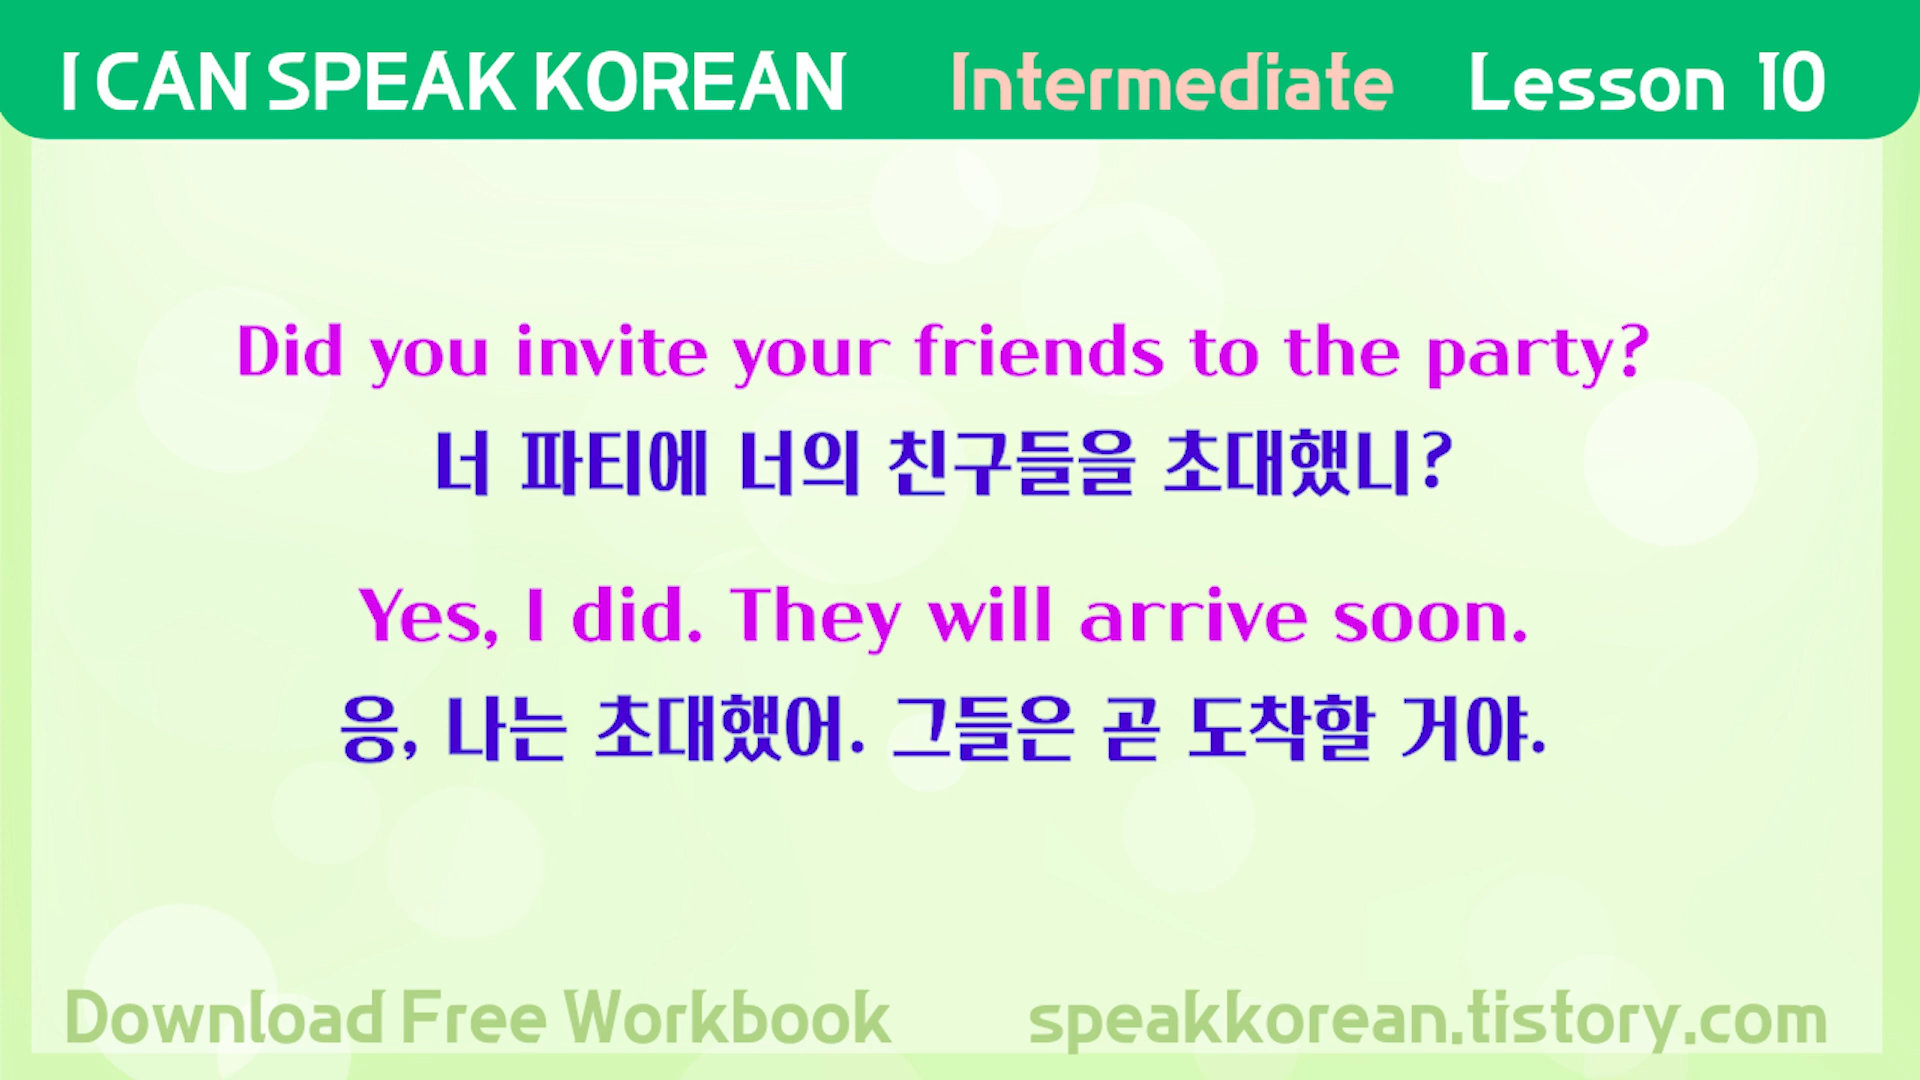 I CAN SPEAK KOREAN Intermediate Lesson 10
Did you invite your friends to the party?
너 파티에 너의 친구들을 초대했니?
Yes, I did. They will arrive soon.
응, 나는 초대했어. 그들은 곧 도착할 거야.
Download Free Workbook speakkorean.tistory.com